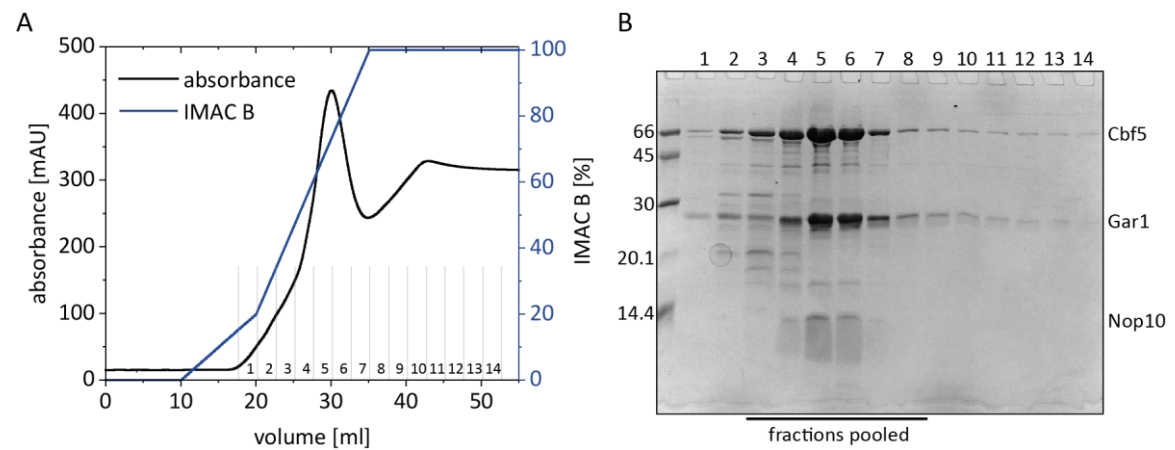 A
500
400
300
200
100
0
absorbance [mAU]
absorbance
IMAC B
1 2 3 4 5 6 7 8 9 10 11 12 13 14
0 10 20 30 40 50
volume [ml]
100
80
60
40
20
0
IMAC B [%]
B
1 2 3 4 5 6 7 8 9 10 11 12 13 14
66
45
30
20.1
14.4
Cbf5
Gar1
Nop10
fractions pooled